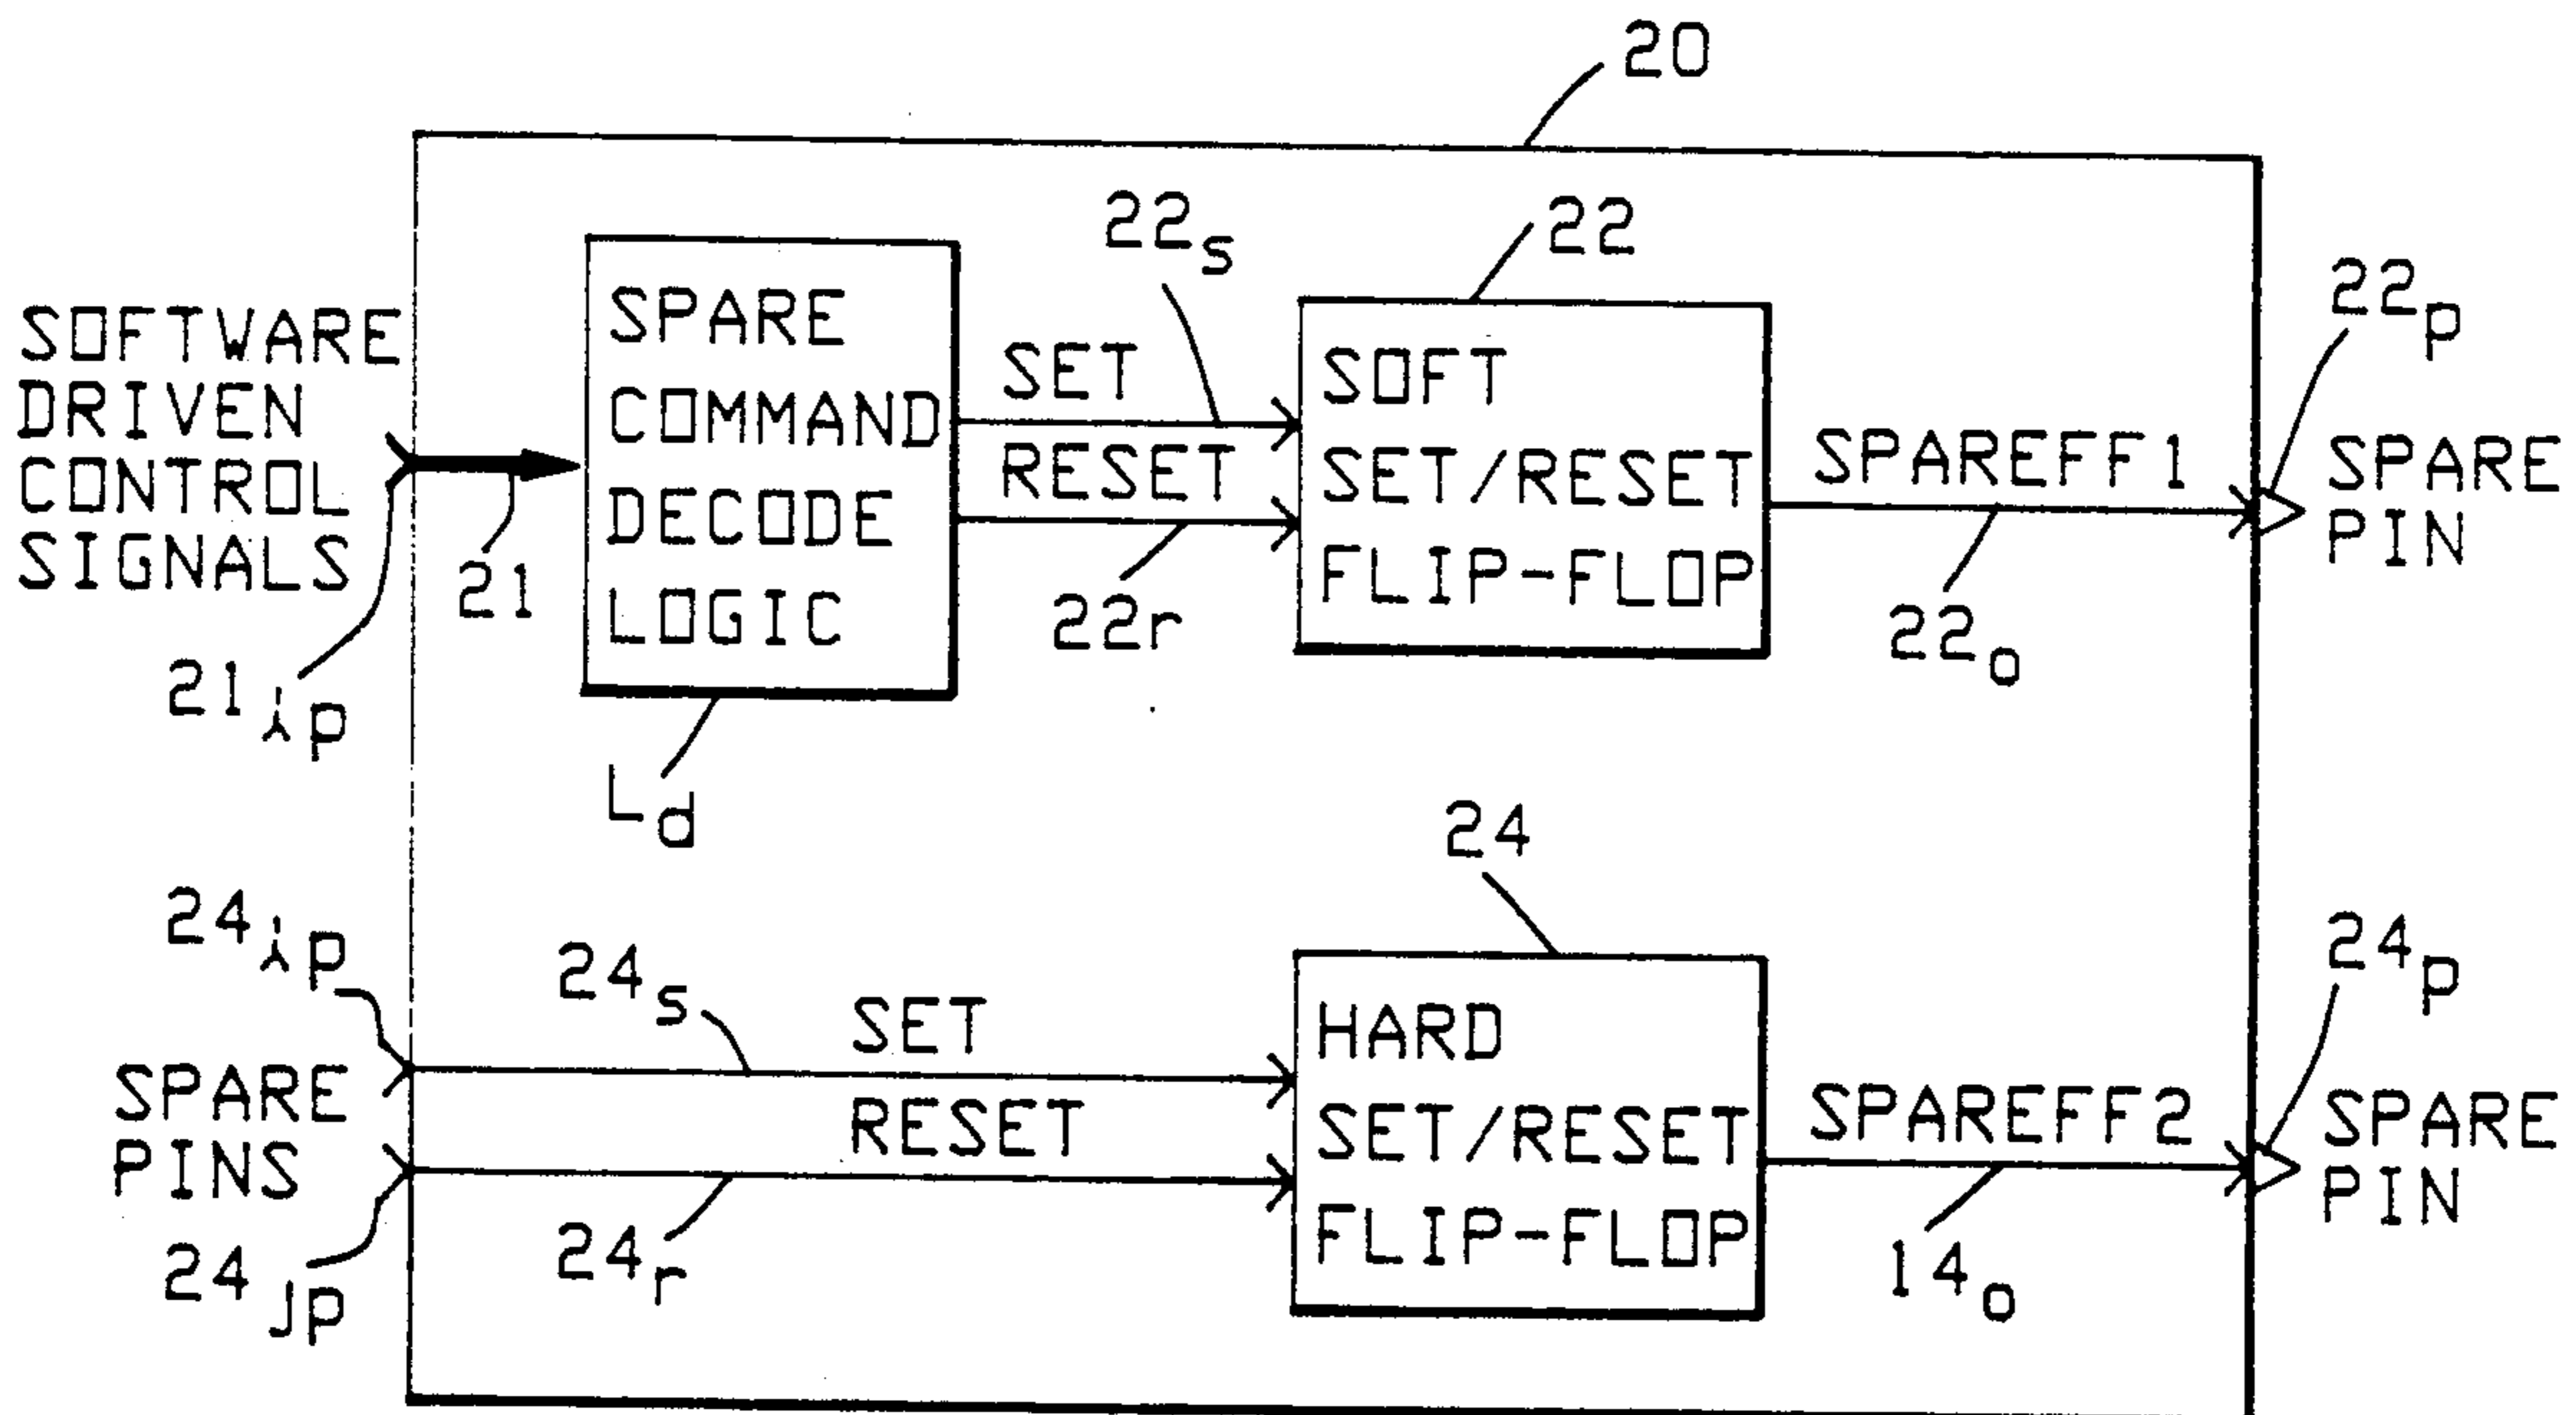 20
SOFTWARE
DRIVEN
CONTROL
SIGNALS
21ip
21
SPARE
COMMAND
DECODE
LOGIC
Ld
22s
SET
RESET
22r
22
SOFT
SET/RESET
FLIP-FLOP
SPAREFF1
22o
22p
SPARE
PIN
24ip
SPARE
PINS
24jp
24s
SET
RESET
24r
24
HARD
SET/RESET
FLIP-FLOP
SPAREFF2
14o
24p
SPARE
PIN